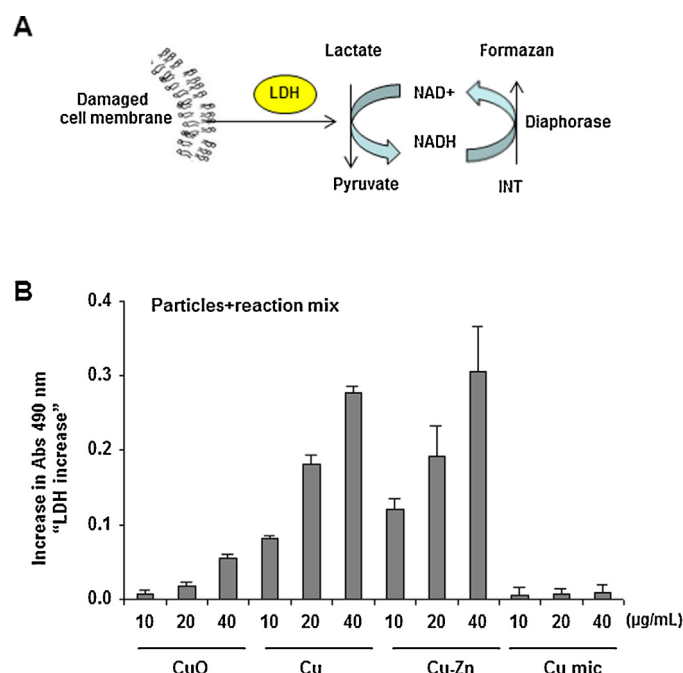 A
Lactate
Formazan
LDH
Damaged
cell membrane
NAD+
NADH
Diaphorase
Pyruvate
INT
B
Particles+reaction mix
Increase in Abs 490 nm
“LDH increase”
0.4
0.3
0.2
0.1
0.0
10 20 40 10 20 40 10 20 40 10 20 40 (µg/mL)
CuO Cu Cu-Zn Cu mic